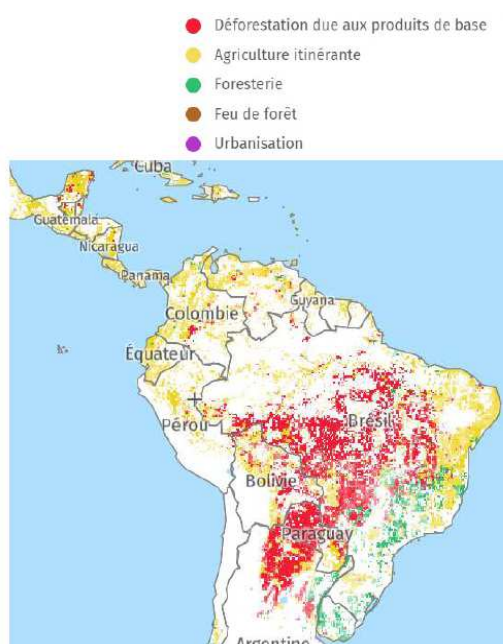 Déforestation due aux produits de base
Agriculture itinérante
Foresterie
Feu de forêt
Urbanisation
Cuba
Guatemala
Nicaragua
Panama
Guyana
Colombie
Équateur
Pérou
Brésil
Bolivie
Paraguay
Argentine